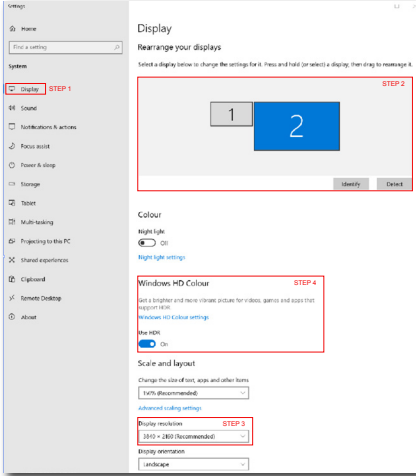 Settings
Home
Find a setting
System
Display STEP 1
Sound
Notifications & actions
Focus assist
Power & sleep
Storage
Tablet
Multi-tasking
Projecting to this PC
Shared experiences
Clipboard
Remote Desktop
About
Display
Rearrange your displays
Select a display below to change the settings for it. Press and hold (or select) a display, then drag to rearrange it.
STEP 2
1
2
Identify Detect
Colour
Night light
Off
Night light settings
Windows HD Colour STEP 4
Get a brighter and more vibrant picture for videos, games and apps that
support HDR.
Windows HD Colour settings
Use HDR
On
Scale and layout
Change the size of text, apps and other items
Advanced scaling settings
Display resolution STEP 3
3840 × 2160 (Recommended)
Display orientation
Landscape